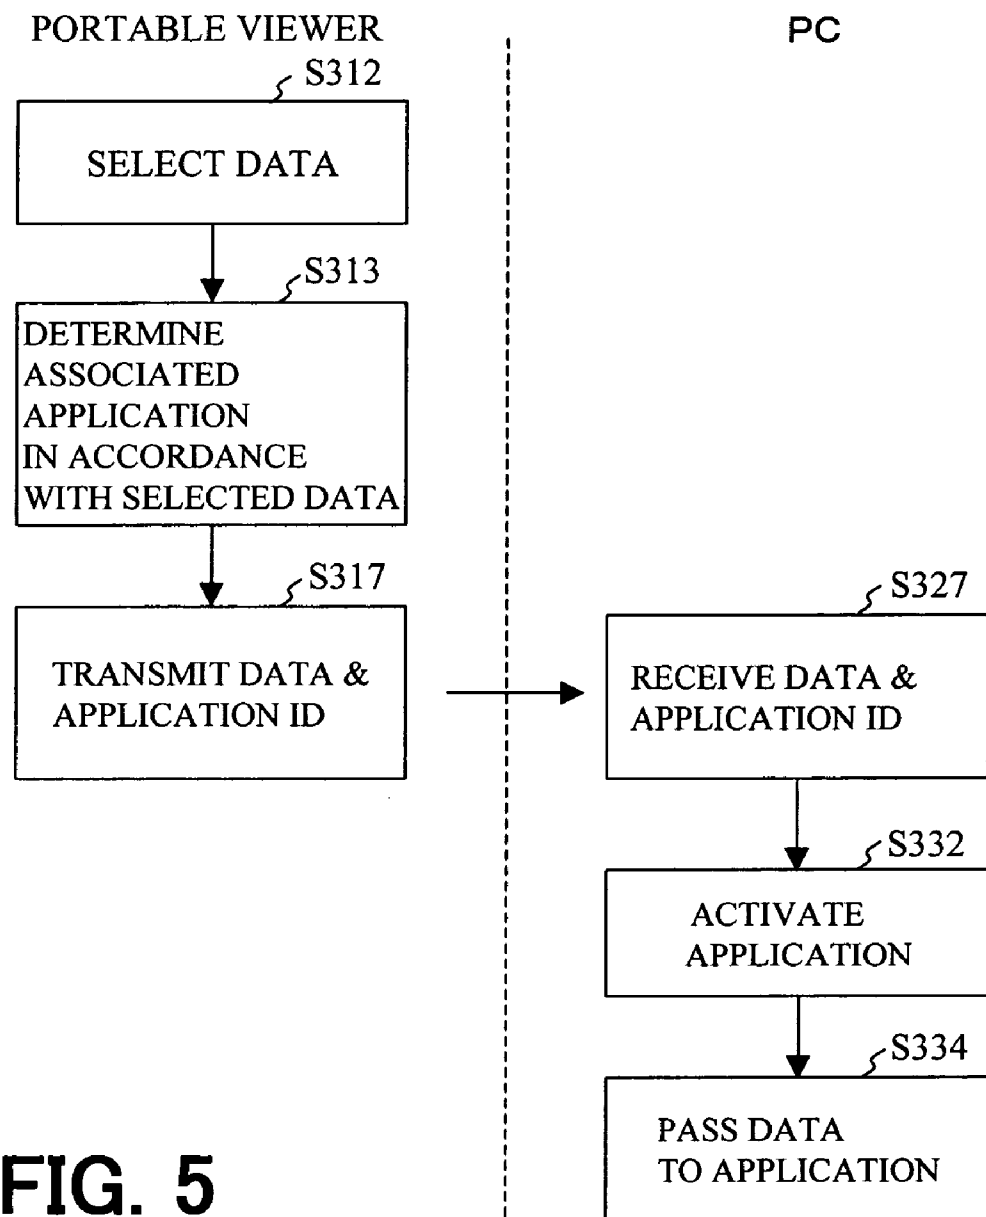 PORTABLE VIEWER
PC
S312
SELECT DATA
S313
DETERMINE
ASSOCIATED
APPLICATION
IN ACCORDANCE
WITH SELECTED DATA
S317
TRANSMIT DATA &
APPLICATION ID
S327
RECEIVE DATA &
APPLICATION ID
S332
ACTIVATE
APPLICATION
S334
PASS DATA
TO APPLICATION
FIG. 5